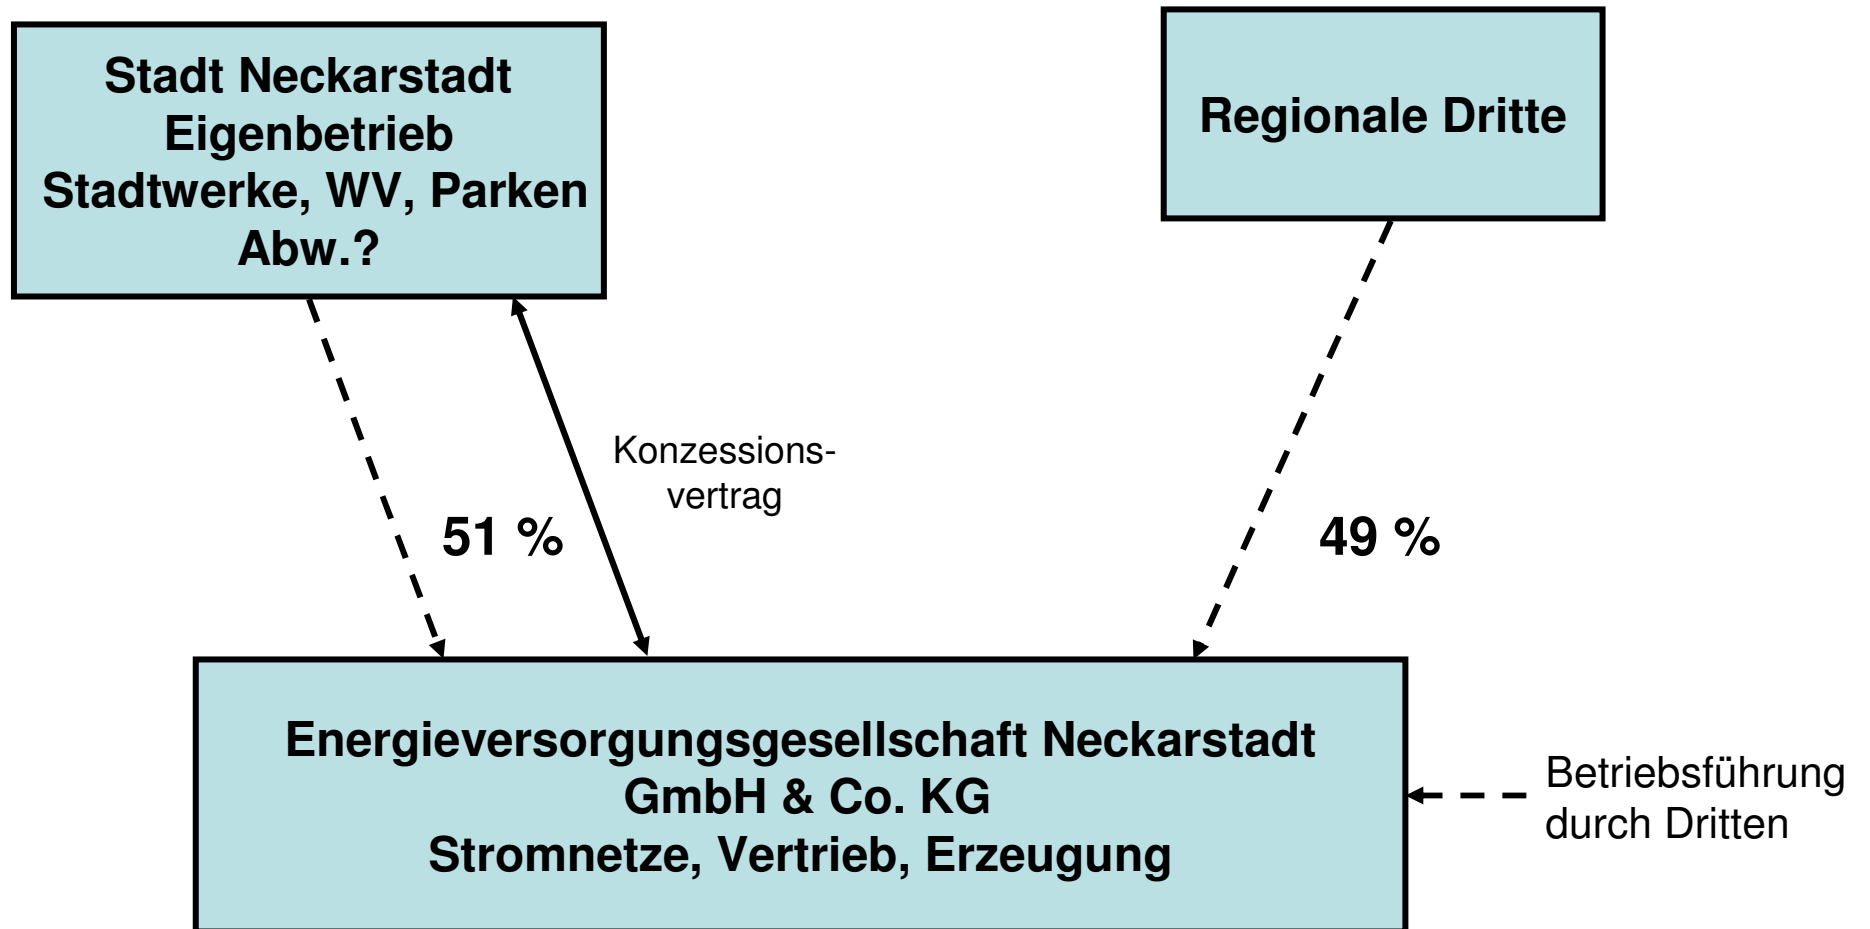 Stadt Neckarstadt
Eigenbetrieb
Stadtwerke, WV, Parken
Abw.?
Regionale Dritte
Konzessions-
vertrag
51 %
49 %
Energieversorgungsgesellschaft Neckarstadt
GmbH & Co. KG
Stromnetze, Vertrieb, Erzeugung
Betriebsführung
durch Dritten